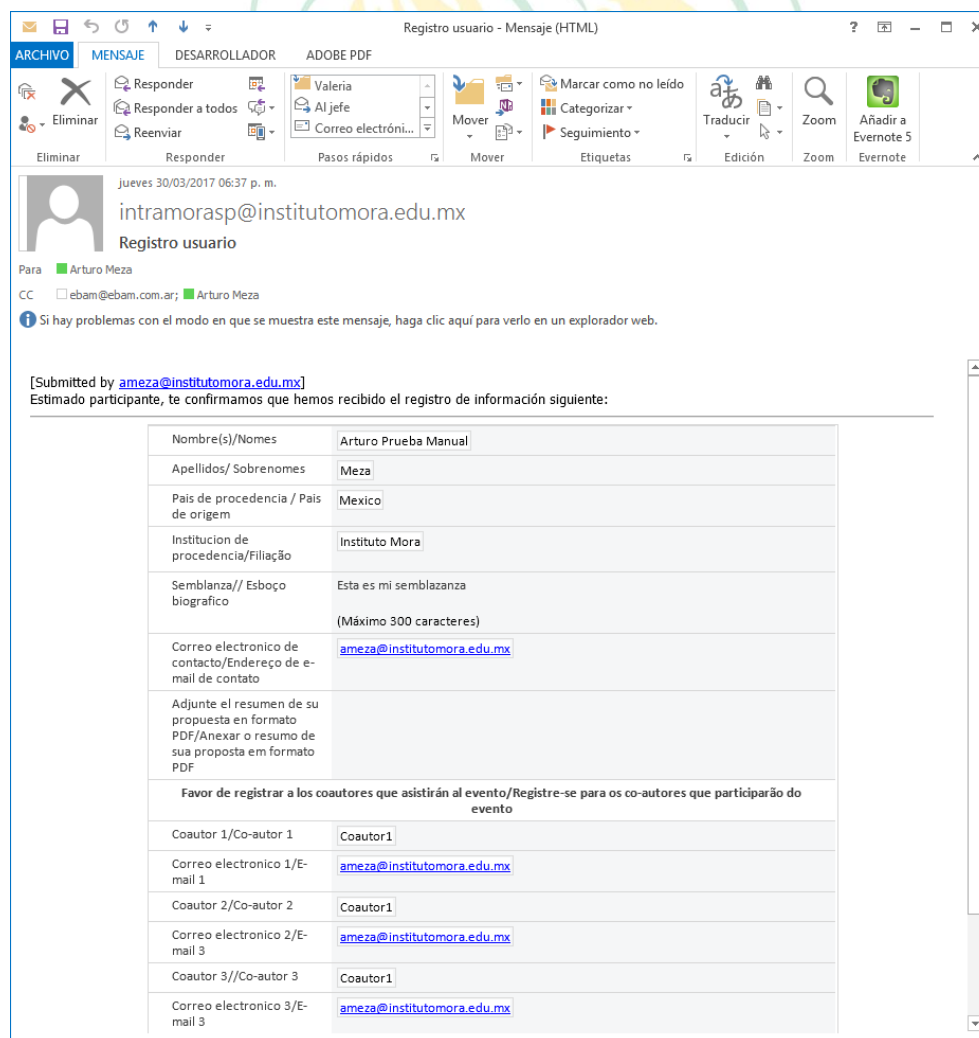 Registro usuario - Mensaje (HTML)
ARCHIVO MENSAJE DESARROLLADOR ADOBE PDF
Eliminar
Responder
Responder a todos
Reenviar
Valeria
Al jefe
Correo electróni...
Mover
Marcar como no leído
Categorizar
Seguimiento
Traducir
Zoom
Añadir a
Evernote 5
Eliminar Responder Pasos rápidos Mover Etiquetas Edición Zoom Evernote
jueves 30/03/2017 06:37 p. m.
intramorasp@institutomora.edu.mx
Registro usuario
Para Arturo Meza
CC ebam@ebam.com.ar; Arturo Meza
Si hay problemas con el modo en que se muestra este mensaje, haga clic aquí para verlo en un explorador web.
[Submitted by ameza@institutomora.edu.mx]
Estimado participante, te confirmamos que hemos recibido el registro de información siguiente:
Nombre(s)/Nomes Arturo Prueba Manual
Apellidos/ Sobrenomes Meza
Pais de procedencia / Pais
de origem
Mexico
Institucion de
procedencia/Filiação
Instituto Mora
Semblanza// Esboço
biografico
Esta es mi semblazanza
(Máximo 300 caracteres)
Correo electronico de
contacto/Endereço de e-
mail de contato
ameza@institutomora.edu.mx
Adjunte el resumen de su
propuesta en formato
PDF/Anexar o resumo de
sua proposta em formato
PDF
Favor de registrar a los coautores que asistirán al evento/Registre-se para os co-autores que participarão do
evento
Coautor 1/Co-autor 1 Coautor1
Correo electronico 1/E-
mail 1
ameza@institutomora.edu.mx
Coautor 2/Co-autor 2 Coautor1
Correo electronico 2/E-
mail 3
ameza@institutomora.edu.mx
Coautor 3//Co-autor 3 Coautor1
Correo electronico 3/E-
mail 3
ameza@institutomora.edu.mx